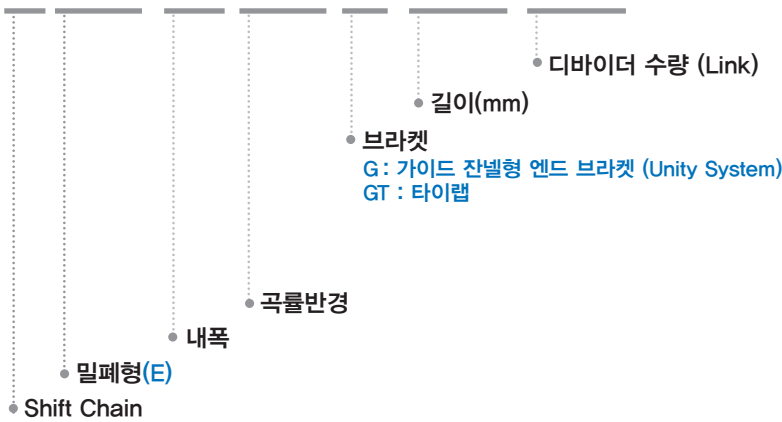 디바이더 수량 (Link)
길이(mm)
브라켓
G : 가이드 잔넬형 엔드 브라켓 (Unity System)
GT : 타이랩
곡률반경
내폭
밀폐형(E)
Shift Chain